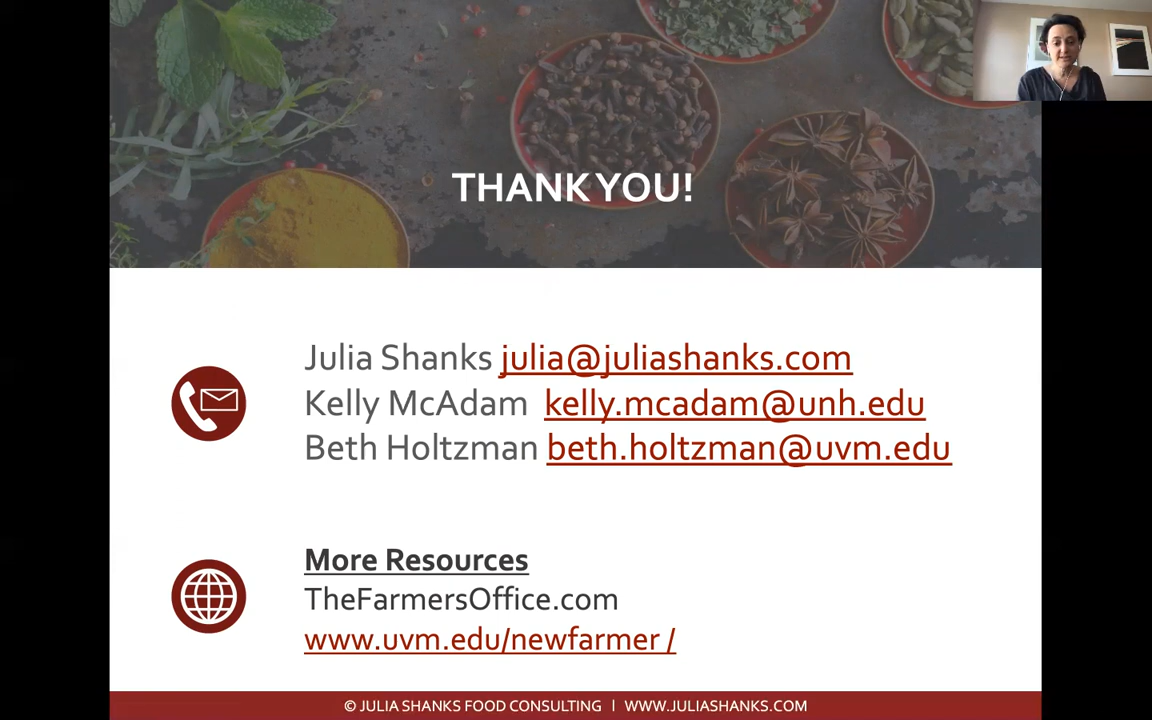 THANK YOU!
Julia Shanks julia@juliashanks.com
Kelly McAdam kelly.mcadam@unh.edu
Beth Holtzman beth.holtzman@uvm.edu
More Resources
TheFarmersOffice.com
www.uvm.edu/newfarmer /
© JULIA SHANKS FOOD CONSULTING | WWW.JULIASHANKS.COM